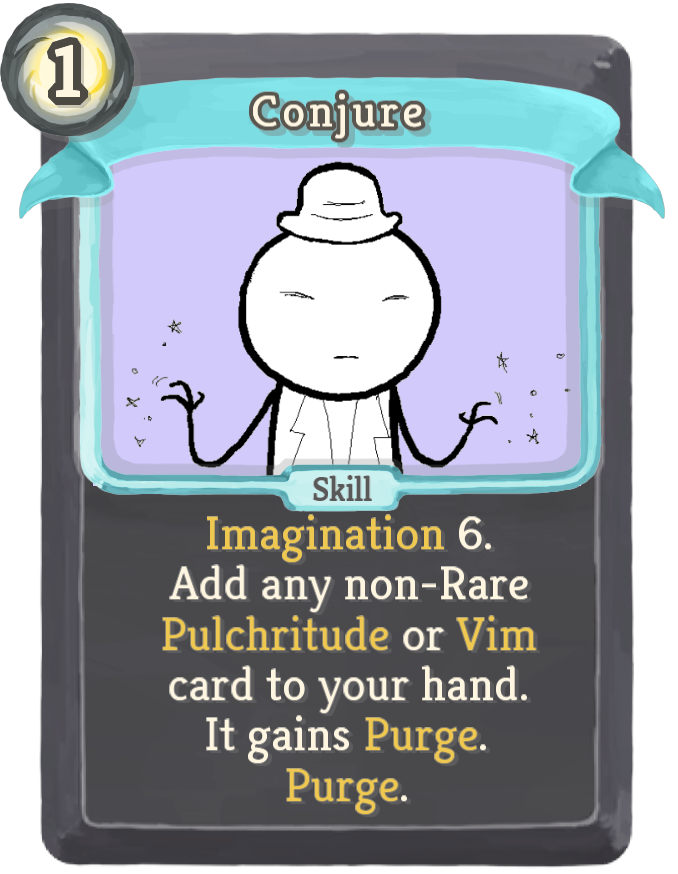 1
Conjure
Skill
Imagination 6.
Add any non-Rare
Pulchritude or Vim
card to your hand.
It gains Purge.
Purge.